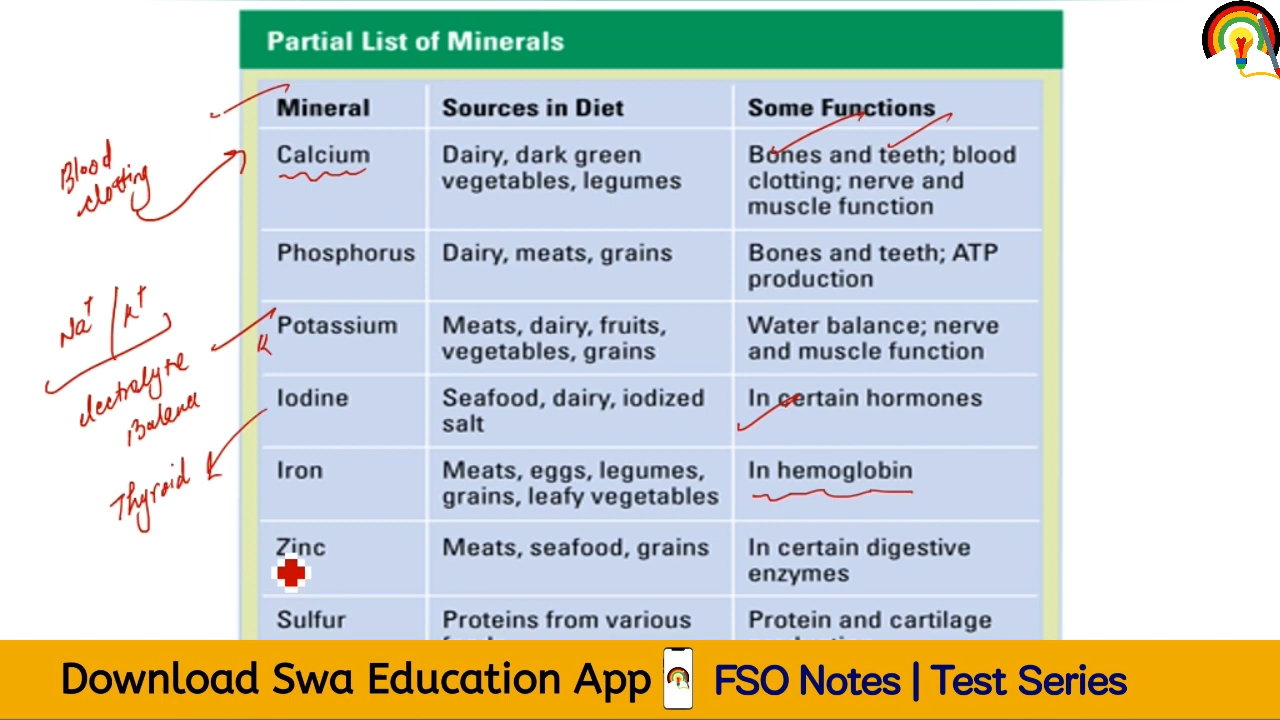 Partial List of Minerals
Mineral Sources in Diet Some Functions
Calcium Dairy, dark green Bones and teeth; blood
vegetables, legumes clotting; nerve and
muscle function
Phosphorus Dairy, meats, grains Bones and teeth; ATP
production
Potassium Meats, dairy, fruits, Water balance; nerve
vegetables, grains and muscle function
Iodine Seafood, dairy, iodized In certain hormones
salt
Iron Meats, eggs, legumes, In hemoglobin
grains, leafy vegetables
Zinc Meats, seafood, grains In certain digestive
enzymes
Sulfur Proteins from various Protein and cartilage
Blood
clotting
Na⁺ / K⁺
electrolyte
Balance
Thyroid
K
Download Swa Education App FSO Notes | Test Series